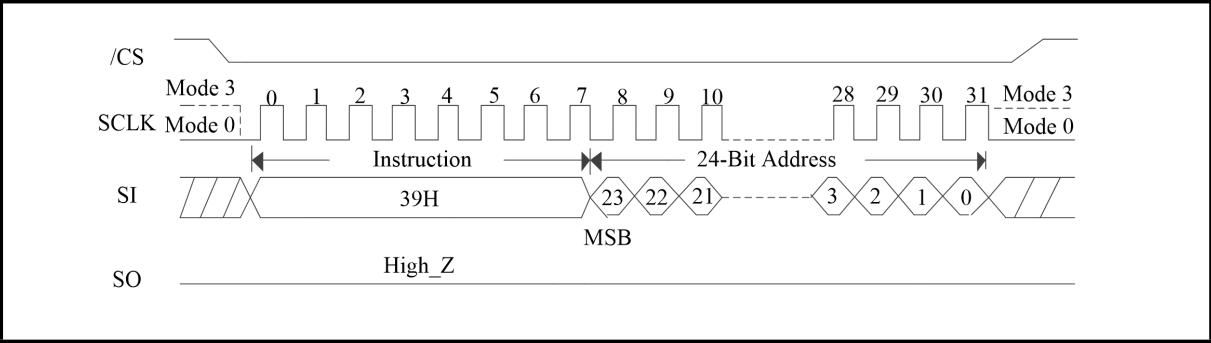 /CS
Mode 3
0 1 2 3 4 5 6 7 8 9 10 28 29 30 31 Mode 3
SCLK Mode 0 Mode 0
Instruction 24-Bit Address
SI 39H 23 22 21 3 2 1 0
MSB
High_Z
SO